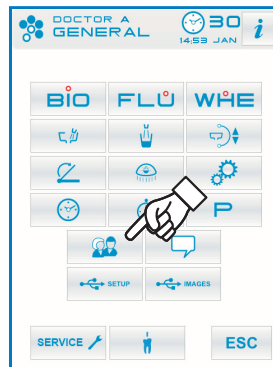 DOCTOR A
GENERAL
30
14:53 JAN
i
BIO FLU WHE
P
SETUP IMAGES
SERVICE ESC